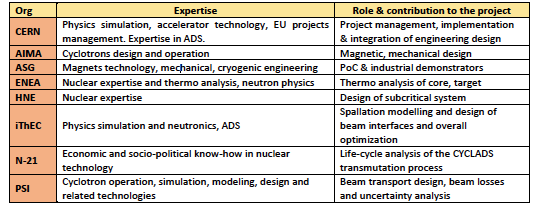 Org Expertise Role & contribution to the project
CERN Physics simulation, accelerator technology, EU projects management. Expertise in ADS. Project management, implementation & integration of engineering design
AIMA Cyclotrons design and operation Magnetic, mechanical design
ASG Magnets technology, mechanical, cryogenic engineering PoC & industrial demonstrators
ENEA Nuclear expertise and thermo analysis, neutron physics Thermo analysis of core, target
HNE Nuclear expertise Design of subcritical system
iThEC Physics simulation and neutronics, ADS Spallation modelling and design of beam interfaces and overall optimization
N-21 Economic and socio-political know-how in nuclear technology Life-cycle analysis of the CYCLADS transmutation process
PSI Cyclotron operation, simulation, modeling, design and related technologies Beam transport design, beam losses and uncertainty analysis